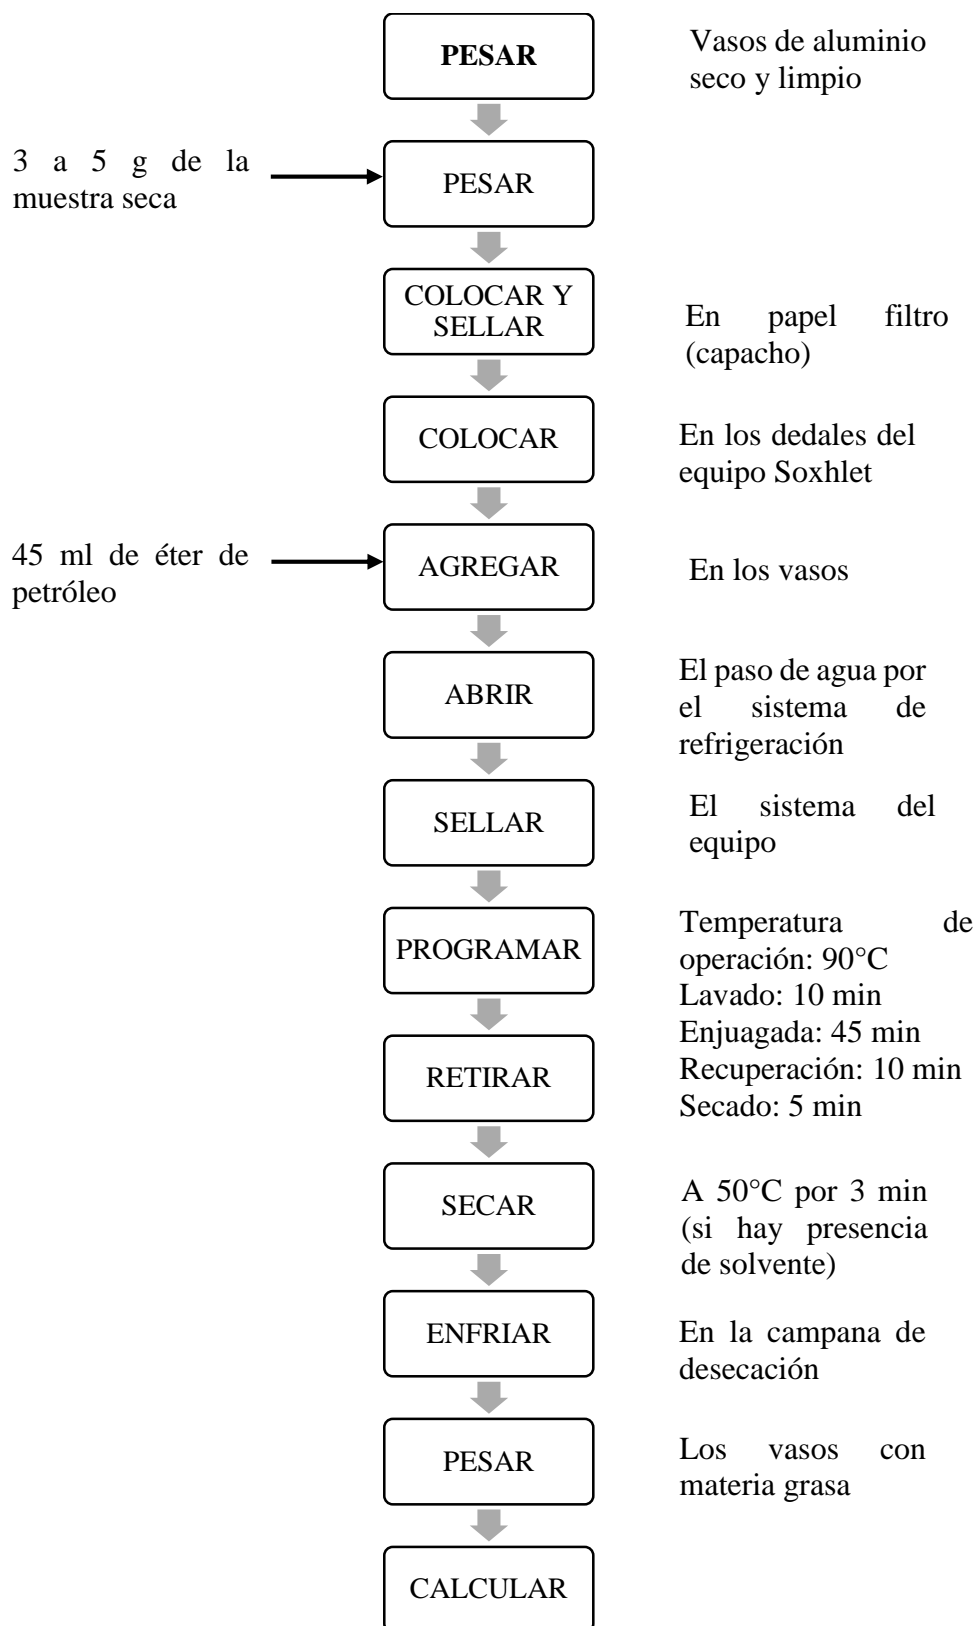 PESAR
Vasos de aluminio
seco y limpio
3 a 5 g de la
muestra seca
PESAR
COLOCAR Y
SELLAR
En papel filtro
(capacho)
COLOCAR
En los dedales del
equipo Soxhlet
45 ml de éter de
petróleo
AGREGAR
En los vasos
ABRIR
El paso de agua por
el sistema de
refrigeración
SELLAR
El sistema del
equipo
PROGRAMAR
Temperatura de
operación: 90°C
Lavado: 10 min
Enjuagada: 45 min
Recuperación: 10 min
Secado: 5 min
RETIRAR
SECAR
A 50°C por 3 min
(si hay presencia
de solvente)
ENFRIAR
En la campana de
desecación
PESAR
Los vasos con
materia grasa
CALCULAR